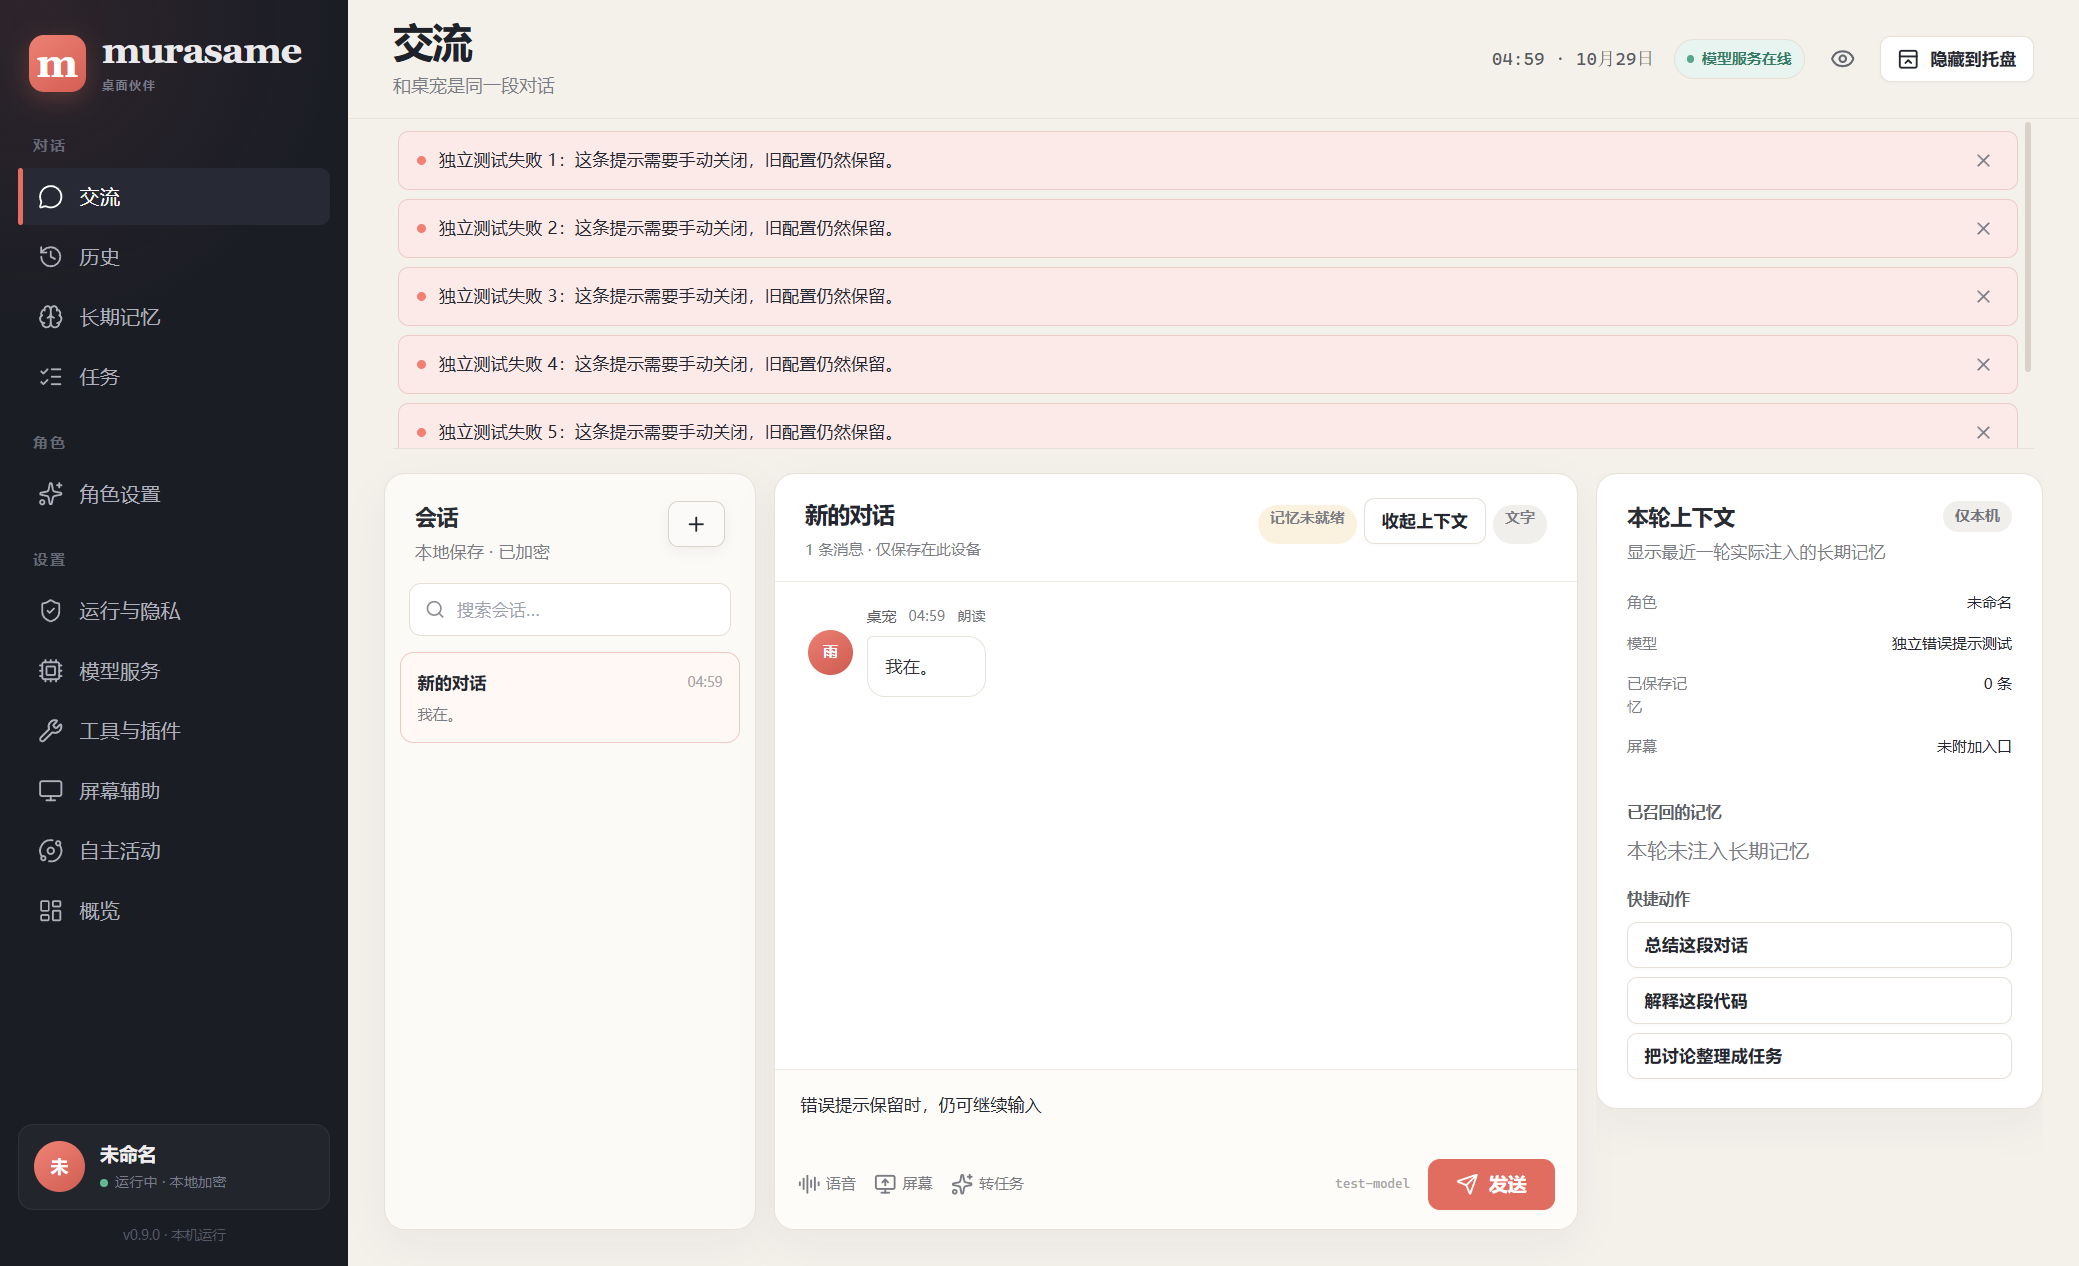 m
murasame
桌面伙伴
对话
交流
历史
长期记忆
任务
角色
角色设置
设置
运行与隐私
模型服务
工具与插件
屏幕辅助
自主活动
概览
未
未命名
运行中 · 本地加密
v0.9.0 · 本机运行
交流
和桌宠是同一段对话
04:59 · 10月29日
模型服务在线
隐藏到托盘
独立测试失败 1：这条提示需要手动关闭，旧配置仍然保留。
独立测试失败 2：这条提示需要手动关闭，旧配置仍然保留。
独立测试失败 3：这条提示需要手动关闭，旧配置仍然保留。
独立测试失败 4：这条提示需要手动关闭，旧配置仍然保留。
独立测试失败 5：这条提示需要手动关闭，旧配置仍然保留。
会话
本地保存 · 已加密
搜索会话...
新的对话 04:59
我在。
新的对话
1 条消息 · 仅保存在此设备
记忆未就绪
收起上下文
文字
桌宠 04:59 朗读
雨
我在。
错误提示保留时，仍可继续输入
语音
屏幕
转任务
test-model
发送
本轮上下文
仅本机
显示最近一轮实际注入的长期记忆
角色 未命名
模型 独立错误提示测试
已保存记忆 0 条
屏幕 未附加入口
已召回的记忆
本轮未注入长期记忆
快捷动作
总结这段对话
解释这段代码
把讨论整理成任务